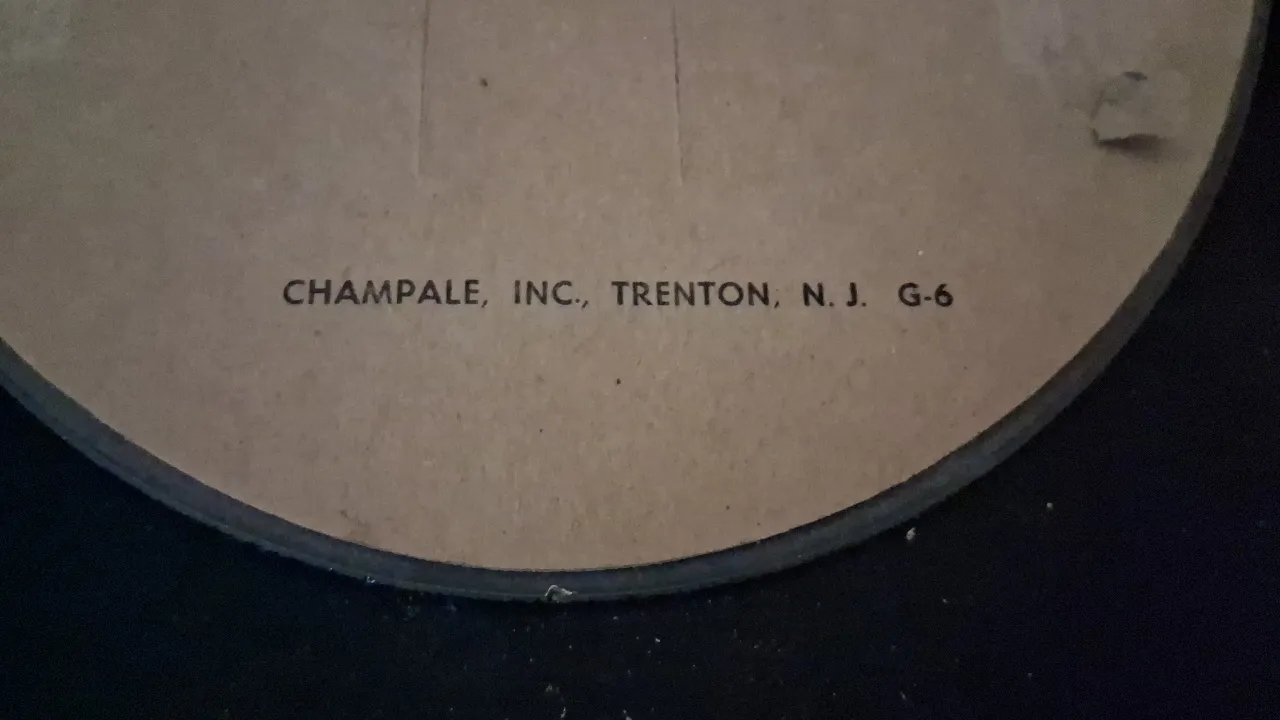 CHAMPALE, INC., TRENTON, N. J. G-6